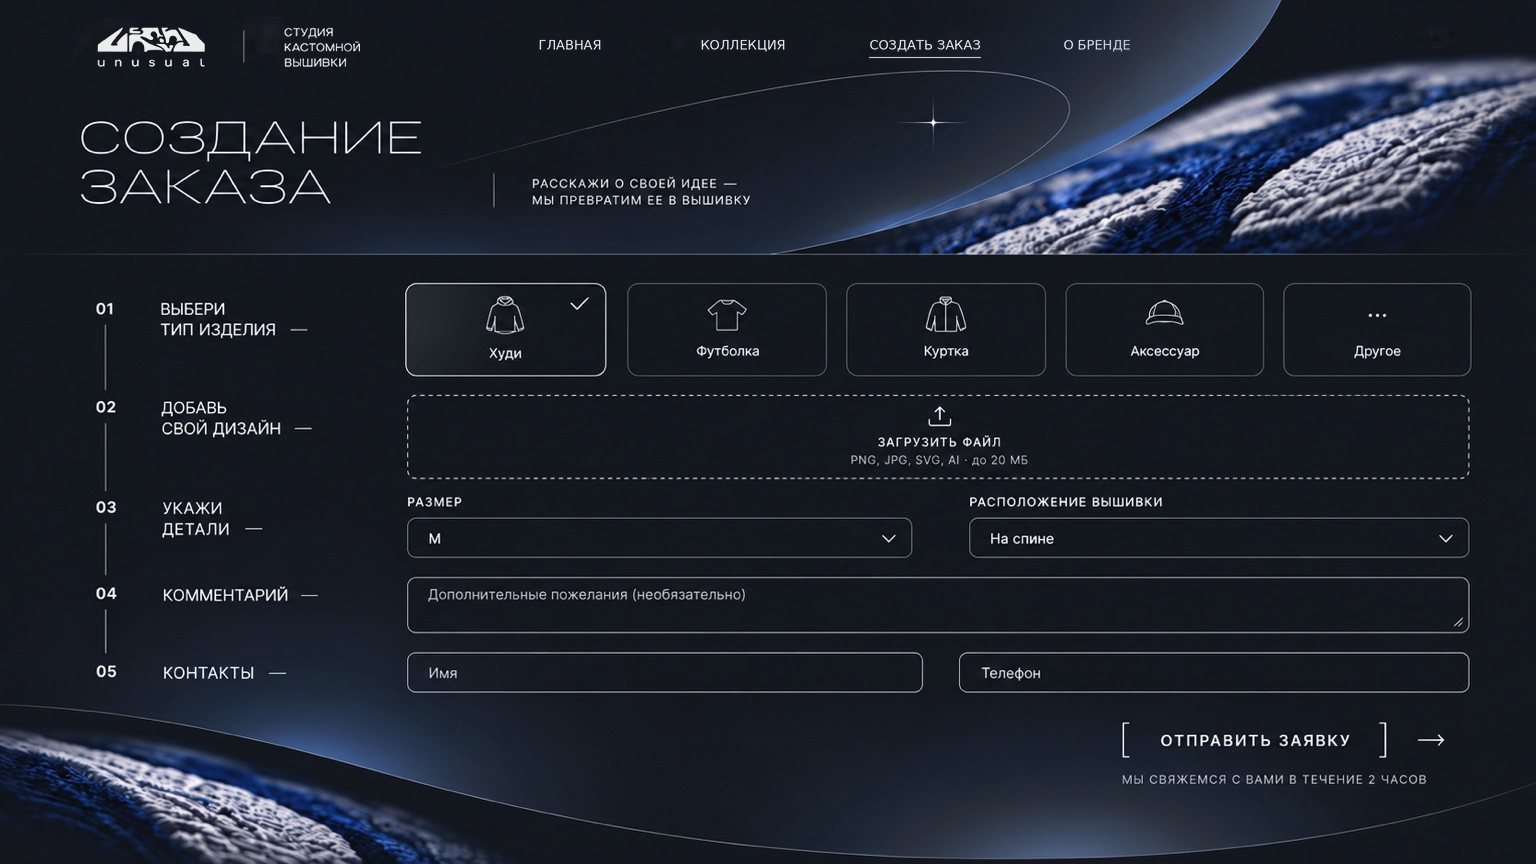 unusual
СТУДИЯ
КАСТОМНОЙ
ВЫШИВКИ
ГЛАВНАЯ
КОЛЛЕКЦИЯ
СОЗДАТЬ ЗАКАЗ
О БРЕНДЕ
СОЗДАНИЕ
ЗАКАЗА
РАССКАЖИ О СВОЕЙ ИДЕЕ —
МЫ ПРЕВРАТИМ ЕЕ В ВЫШИВКУ
01
ВЫБЕРИ
ТИП ИЗДЕЛИЯ —
Худи
Футболка
Куртка
Аксессуар
Другое
02
ДОБАВЬ
СВОЙ ДИЗАЙН —
ЗАГРУЗИТЬ ФАЙЛ
PNG, JPG, SVG, AI · до 20 МБ
03
УКАЖИ
ДЕТАЛИ —
РАЗМЕР
M
РАСПОЛОЖЕНИЕ ВЫШИВКИ
На спине
04
КОММЕНТАРИЙ —
Дополнительные пожелания (необязательно)
05
КОНТАКТЫ —
Имя
Телефон
[ ОТПРАВИТЬ ЗАЯВКУ ] →
МЫ СВЯЖЕМСЯ С ВАМИ В ТЕЧЕНИЕ 2 ЧАСОВ